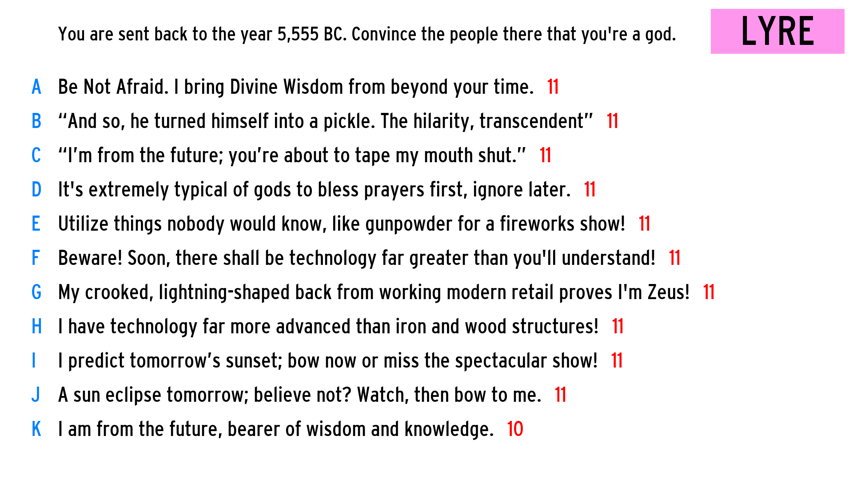 You are sent back to the year 5,555 BC. Convince the people there that you're a god.
LYRE
A Be Not Afraid. I bring Divine Wisdom from beyond your time. 11
B “And so, he turned himself into a pickle. The hilarity, transcendent” 11
C “I’m from the future; you’re about to tape my mouth shut.” 11
D It's extremely typical of gods to bless prayers first, ignore later. 11
E Utilize things nobody would know, like gunpowder for a fireworks show! 11
F Beware! Soon, there shall be technology far greater than you'll understand! 11
G My crooked, lightning-shaped back from working modern retail proves I'm Zeus! 11
H I have technology far more advanced than iron and wood structures! 11
I I predict tomorrow’s sunset; bow now or miss the spectacular show! 11
J A sun eclipse tomorrow; believe not? Watch, then bow to me. 11
K I am from the future, bearer of wisdom and knowledge. 10